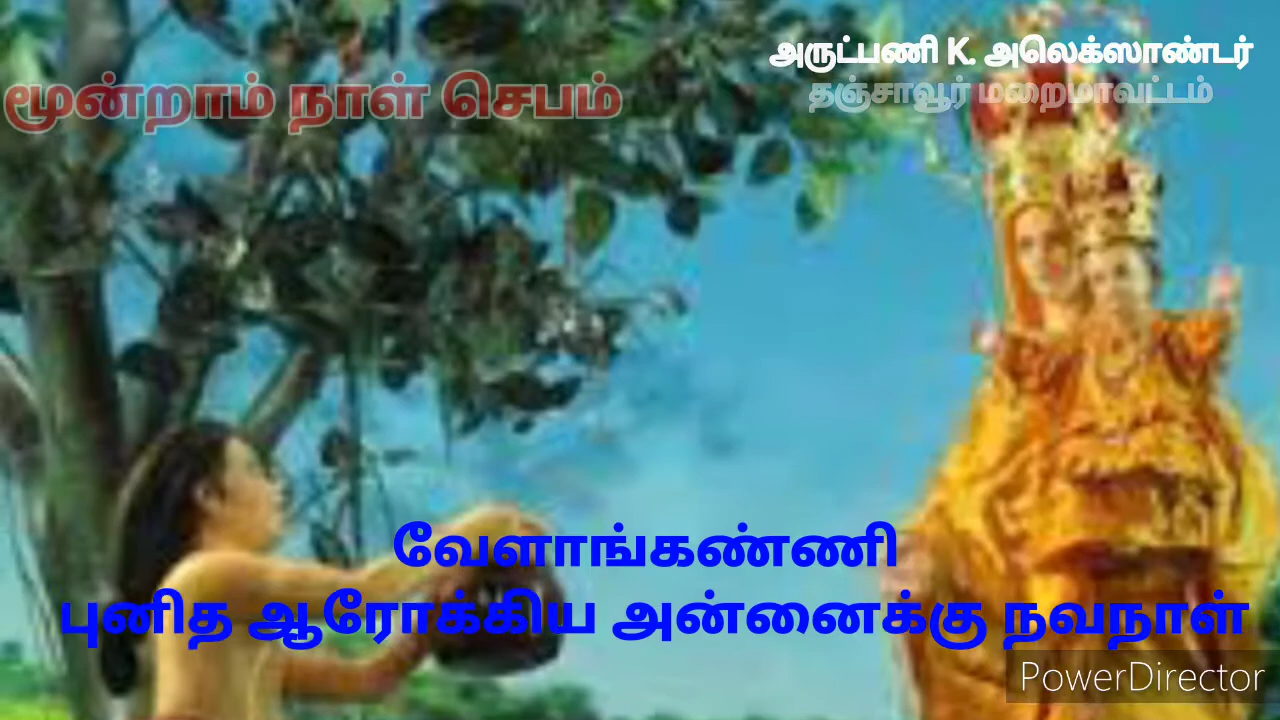 அருட்பணி K. அலெக்ஸாண்டர்
தஞ்சாவூர் மறைமாவட்டம்
மூன்றாம் நாள் செபம்
வேளாங்கண்ணி
புனித ஆரோக்கிய அன்னைக்கு நவநாள்
PowerDirector